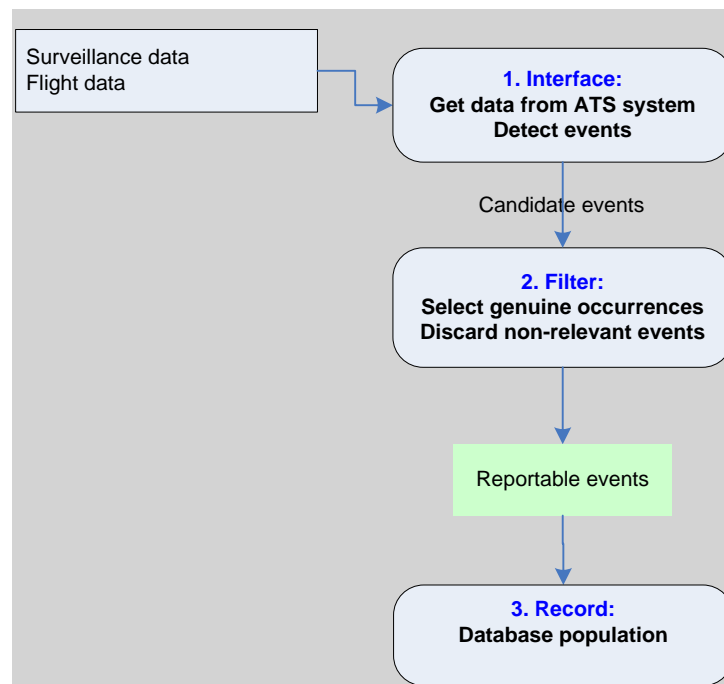 Surveillance data
Flight data
1. Interface:
Get data from ATS system
Detect events
Candidate events
2. Filter:
Select genuine occurrences
Discard non-relevant events
Reportable events
3. Record:
Database population